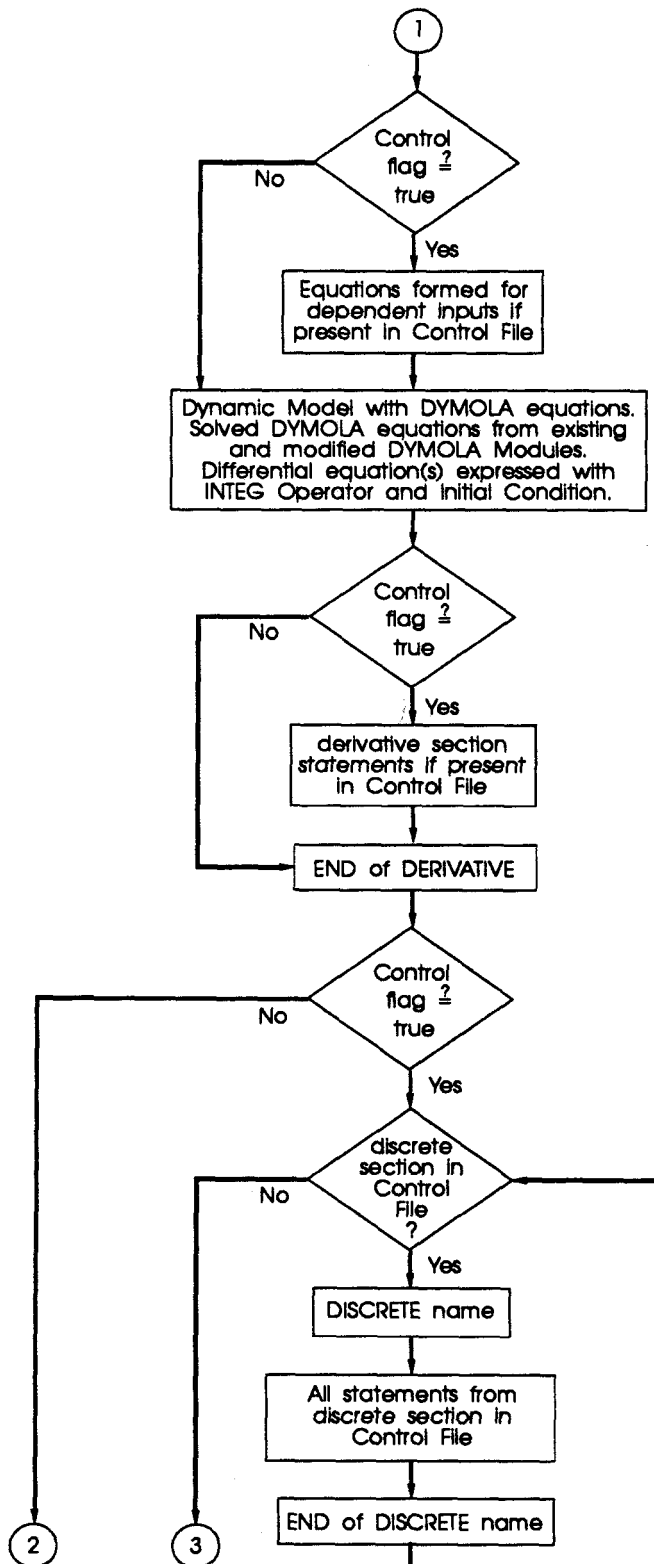 1
Control
flag ≟
true
No
Yes
Equations formed for
dependent inputs if
present in Control File
Dynamic Model with DYMOLA equations.
Solved DYMOLA equations from existing
and modified DYMOLA Modules.
Differential equation(s) expressed with
INTEG Operator and Initial Condition.
Control
flag ≟
true
No
Yes
derivative section
statements if present
in Control File
END of DERIVATIVE
Control
flag ≟
true
No
Yes
discrete
section in
Control
File
?
No
Yes
DISCRETE name
All statements from
discrete section in
Control File
END of DISCRETE name
2
3